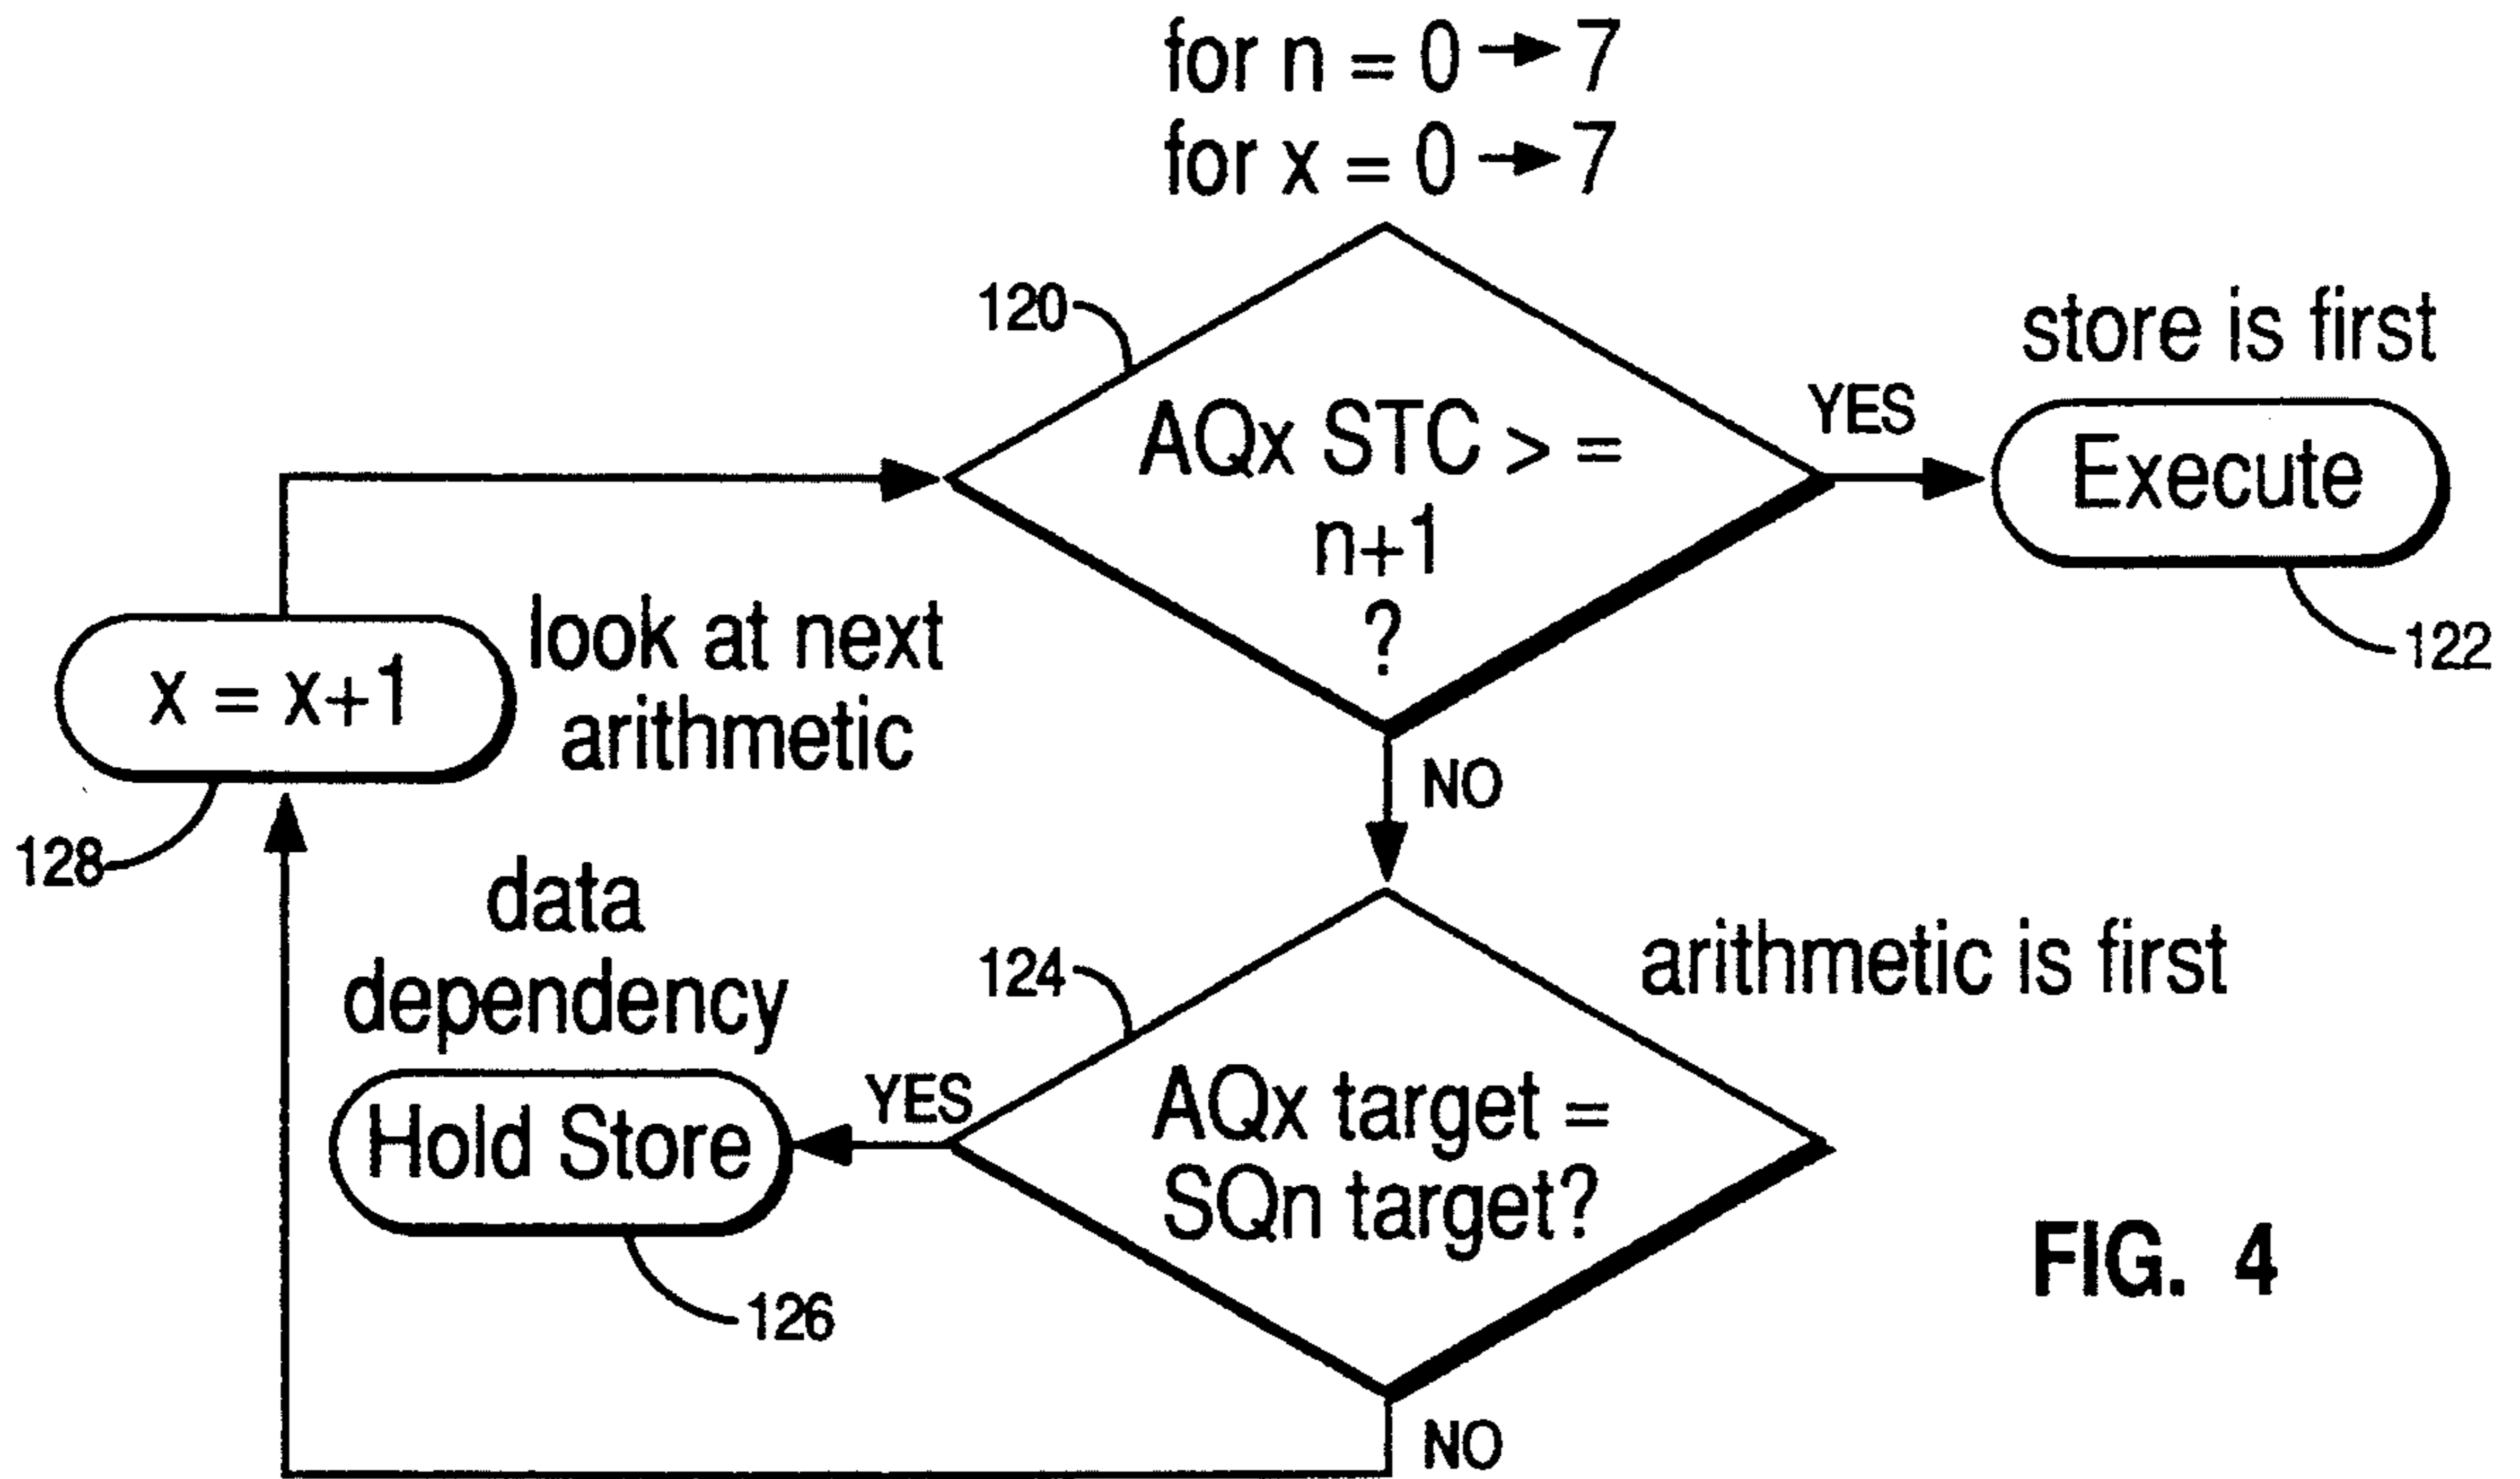 for n = 0 → 7
for x = 0 → 7
120
AQx STC > =
n+1
?
YES
store is first
Execute
122
x = x+1
look at next
arithmetic
128
NO
data
dependency
124
arithmetic is first
AQx target =
SQn target?
YES
Hold Store
126
NO
FIG. 4